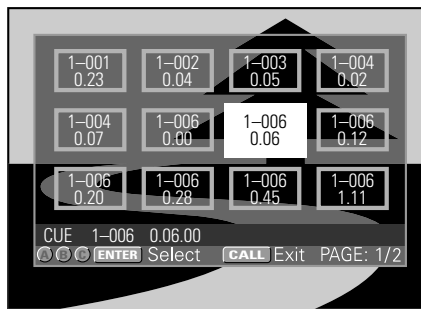 1–001 1–002 1–003 1–004
0.23 0.04 0.05 0.02
1–004 1–006 1–006 1–006
0.07 0.00 0.06 0.12
1–006 1–006 1–006 1–006
0.20 0.28 0.45 1.11
CUE 1–006 0.06.00
A B C ENTER Select CALL Exit PAGE: 1/2